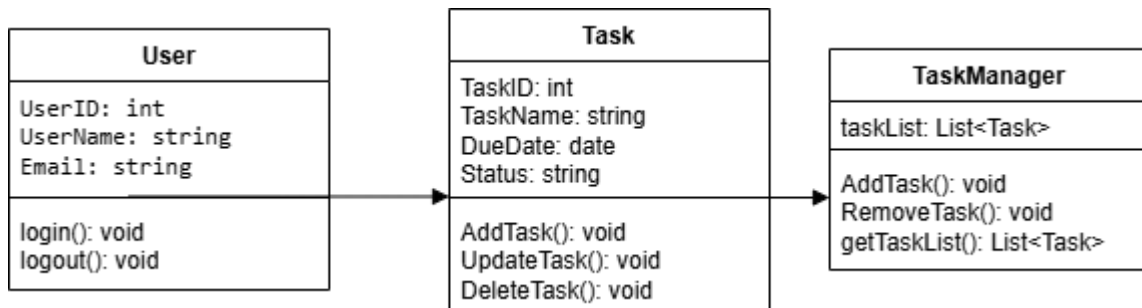 User
UserID: int
UserName: string
Email: string
login(): void
logout(): void
Task
TaskID: int
TaskName: string
DueDate: date
Status: string
AddTask(): void
UpdateTask(): void
DeleteTask(): void
TaskManager
taskList: List<Task>
AddTask(): void
RemoveTask(): void
getTaskList(): List<Task>